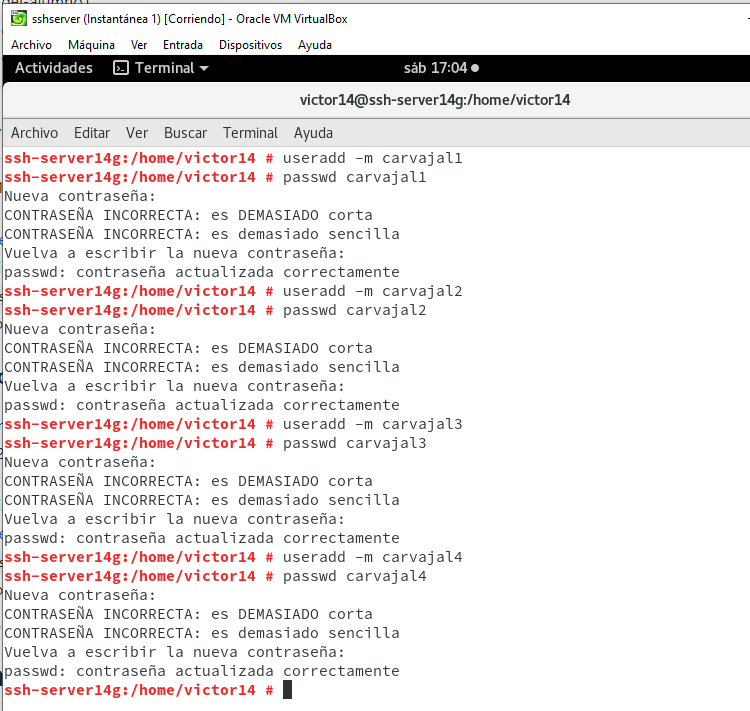 sshserver (Instantánea 1) [Corriendo] - Oracle VM VirtualBox
Archivo Máquina Ver Entrada Dispositivos Ayuda
Actividades Terminal sáb 17:04
victor14@ssh-server14g:/home/victor14
Archivo Editar Ver Buscar Terminal Ayuda
ssh-server14g:/home/victor14 # useradd -m carvajal1
ssh-server14g:/home/victor14 # passwd carvajal1
Nueva contraseña:
CONTRASEÑA INCORRECTA: es DEMASIADO corta
CONTRASEÑA INCORRECTA: es demasiado sencilla
Vuelva a escribir la nueva contraseña:
passwd: contraseña actualizada correctamente
ssh-server14g:/home/victor14 # useradd -m carvajal2
ssh-server14g:/home/victor14 # passwd carvajal2
Nueva contraseña:
CONTRASEÑA INCORRECTA: es DEMASIADO corta
CONTRASEÑA INCORRECTA: es demasiado sencilla
Vuelva a escribir la nueva contraseña:
passwd: contraseña actualizada correctamente
ssh-server14g:/home/victor14 # useradd -m carvajal3
ssh-server14g:/home/victor14 # passwd carvajal3
Nueva contraseña:
CONTRASEÑA INCORRECTA: es DEMASIADO corta
CONTRASEÑA INCORRECTA: es demasiado sencilla
Vuelva a escribir la nueva contraseña:
passwd: contraseña actualizada correctamente
ssh-server14g:/home/victor14 # useradd -m carvajal4
ssh-server14g:/home/victor14 # passwd carvajal4
Nueva contraseña:
CONTRASEÑA INCORRECTA: es DEMASIADO corta
CONTRASEÑA INCORRECTA: es demasiado sencilla
Vuelva a escribir la nueva contraseña:
passwd: contraseña actualizada correctamente
ssh-server14g:/home/victor14 #